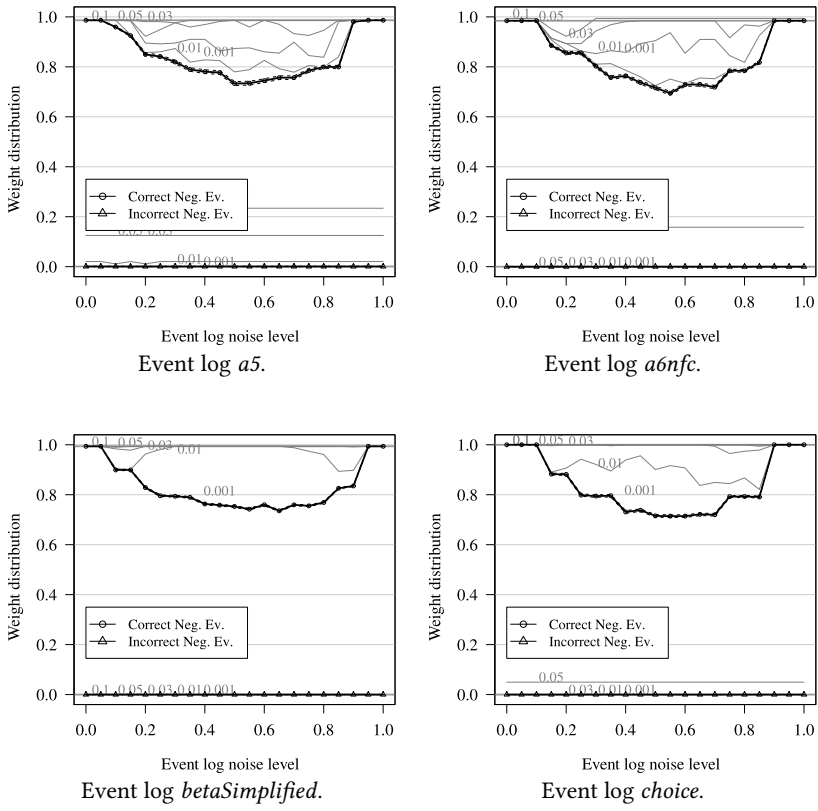 1.0
0.8
0.6
0.4
0.2
0.0
Weight distribution
0.1 0.05 0.03
0.01 0.001
Correct Neg. Ev.
Incorrect Neg. Ev.
0.01 0.001
0.0 0.2 0.4 0.6 0.8 1.0
Event log noise level
Event log a5.
1.0
0.8
0.6
0.4
0.2
0.0
Weight distribution
0.1 0.05
0.03
0.01 0.001
Correct Neg. Ev.
Incorrect Neg. Ev.
0.05 0.03 0.01 0.001
0.0 0.2 0.4 0.6 0.8 1.0
Event log noise level
Event log a6nfc.
1.0
0.8
0.6
0.4
0.2
0.0
Weight distribution
0.1 0.05 0.03 0.01
0.001
Correct Neg. Ev.
Incorrect Neg. Ev.
0.1 0.05 0.03 0.01 0.001
0.0 0.2 0.4 0.6 0.8 1.0
Event log noise level
Event log betaSimplified.
1.0
0.8
0.6
0.4
0.2
0.0
Weight distribution
0.1 0.05 0.03
0.01
0.001
Correct Neg. Ev.
Incorrect Neg. Ev.
0.05
0.03 0.01 0.001
0.0 0.2 0.4 0.6 0.8 1.0
Event log noise level
Event log choice.